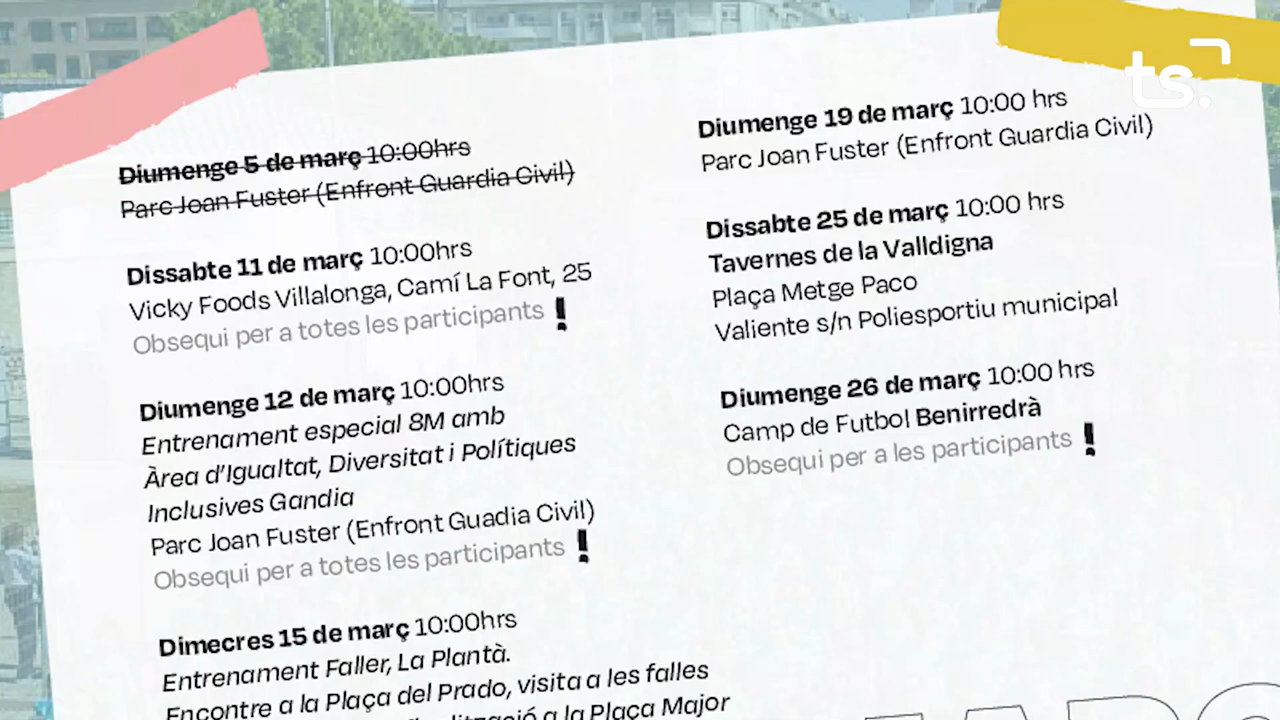 ts.
Diumenge 5 de març 10:00hrs
Parc Joan Fuster (Enfront Guardia Civil)
Dissabte 11 de març 10:00hrs
Vicky Foods Villalonga, Camí La Font, 25
Obsequi per a totes les participants !
Diumenge 12 de març 10:00hrs
Entrenament especial 8M amb
Àrea d'Igualtat, Diversitat i Polítiques
Inclusives Gandia
Parc Joan Fuster (Enfront Guadia Civil)
Obsequi per a totes les participants !
Dimecres 15 de març 10:00hrs
Entrenament Faller, La Plantà.
Encontre a la Plaça del Prado, visita a les falles
a la Plaça Major
Diumenge 19 de març 10:00 hrs
Parc Joan Fuster (Enfront Guardia Civil)
Dissabte 25 de març 10:00 hrs
Tavernes de la Valldigna
Plaça Metge Paco
Valiente s/n Poliesportiu municipal
Diumenge 26 de març 10:00 hrs
Camp de Futbol Benirredrà
Obsequi per a les participants !